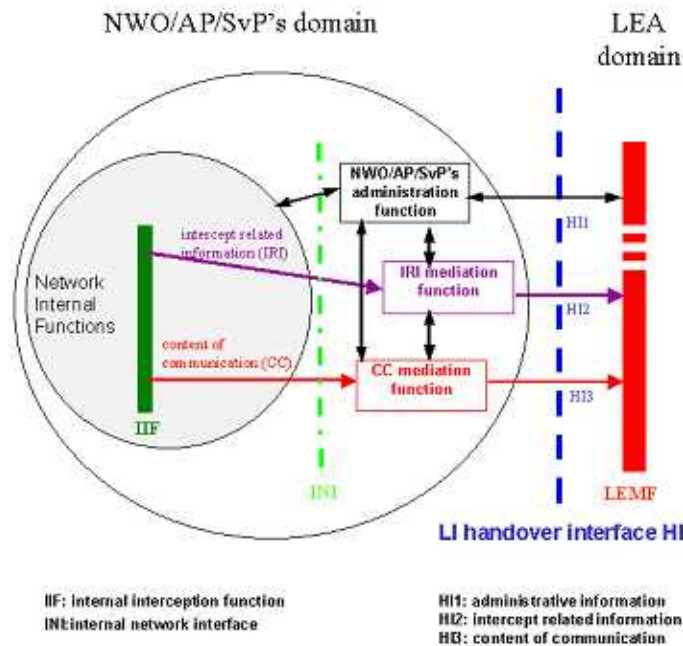 NWO/AP/SvP's domain
LEA
domain
NWO/AP/SvP's
administration
function
HI1
intercept related
information (IRI)
IRI mediation
function
Network
Internal
Functions
HI2
content of
communication (CC)
CC mediation
function
HI3
IIF
INI
LEMF
LI handover interface HI
IIF: internal interception function
INI:internal network interface
HI1: administrative information
HI2: intercept related information
HI3: content of communication